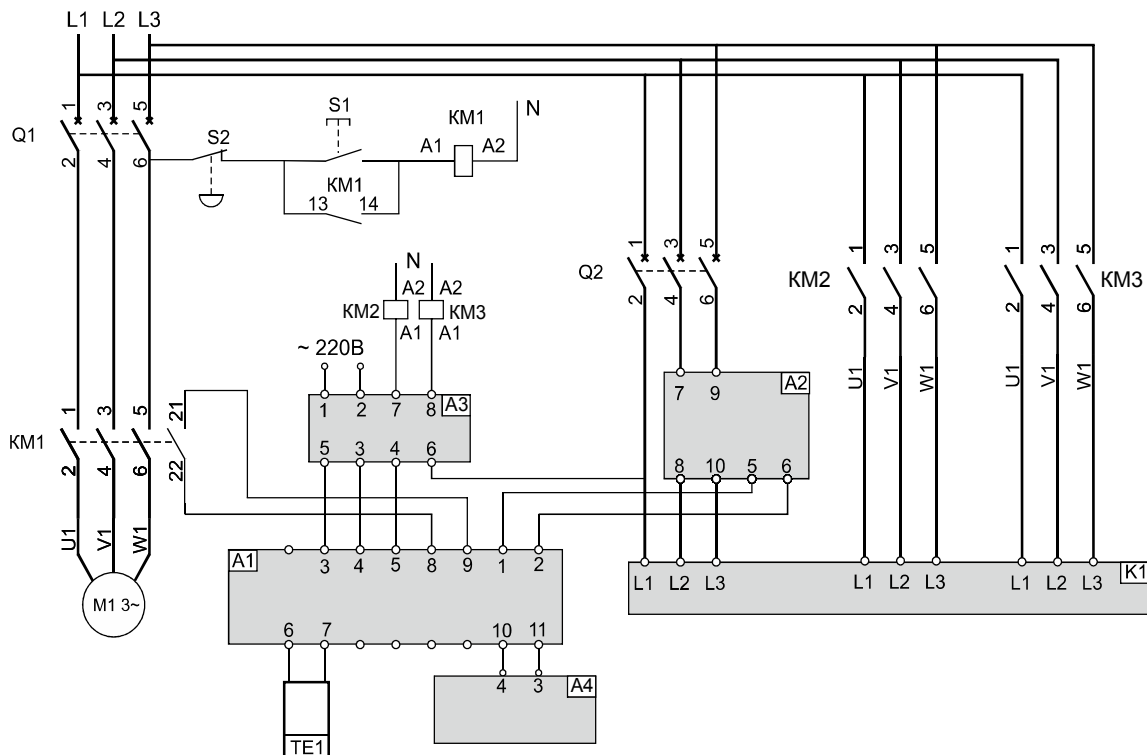 L1 L2 L3
1 3 5
Q1
2 4 6
S2
S1
KM1
A1 A2
N
KM1
13 14
N
A2 A2
KM2 KM3
A1 A1
~ 220В
1 2 7 8 A3
5 3 4 6
1 3 5 21
KM1
2 4 6 22
U1 V1 W1
M1 3~
A1
3 4 5 8 9 1 2
6 7 10 11
4 3 A4
TE1
1 3 5
Q2
2 4 6
7 9 A2
8 10 5 6
1 3 5
KM2
2 4 6
U1 V1 W1
1 3 5
KM3
2 4 6
U1 V1 W1
L1 L2 L3 L1 L2 L3 L1 L2 L3 K1